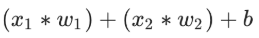 (x₁ * w₁) + (x₂ * w₂) + b